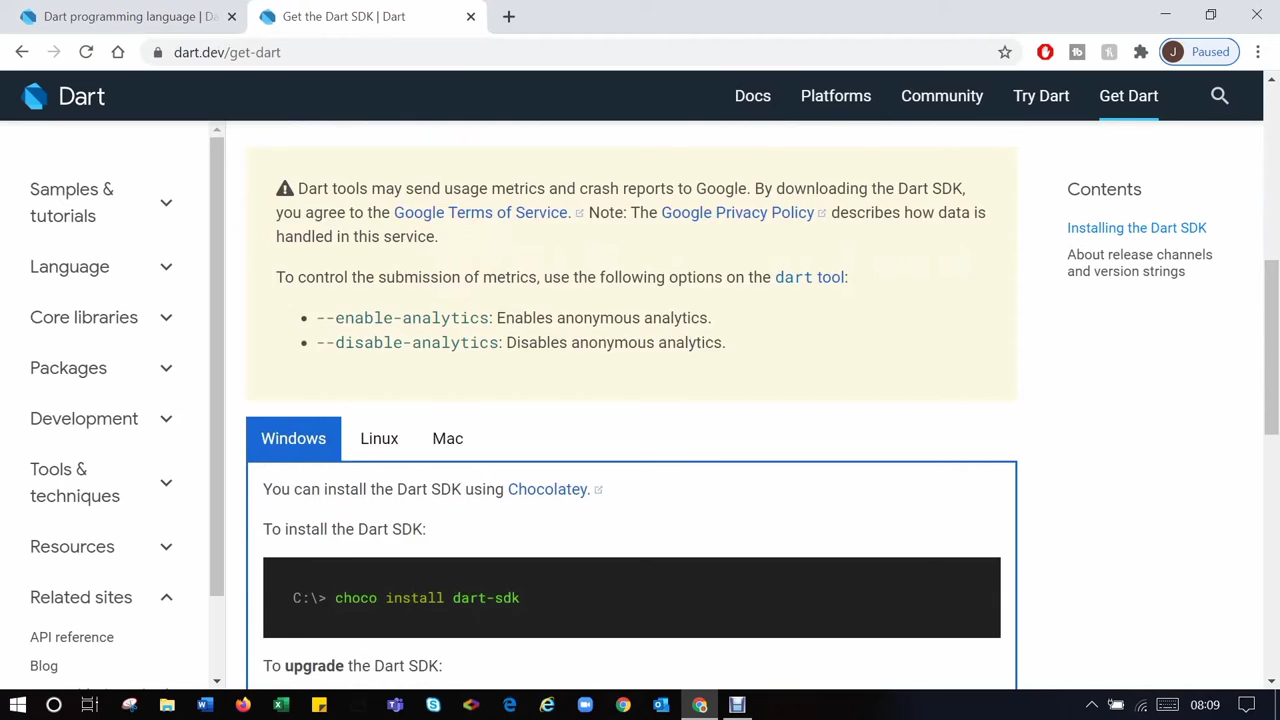 Dart programming language | Da
Get the Dart SDK | Dart
dart.dev/get-dart
J Paused
Dart
Docs
Platforms
Community
Try Dart
Get Dart
Samples &
tutorials
Language
Core libraries
Packages
Development
Tools &
techniques
Resources
Related sites
API reference
Blog
Dart tools may send usage metrics and crash reports to Google. By downloading the Dart SDK,
you agree to the Google Terms of Service. Note: The Google Privacy Policy describes how data is
handled in this service.
To control the submission of metrics, use the following options on the dart tool:
• --enable-analytics: Enables anonymous analytics.
• --disable-analytics: Disables anonymous analytics.
Windows
Linux
Mac
You can install the Dart SDK using Chocolatey.
To install the Dart SDK:
C:\> choco install dart-sdk
To upgrade the Dart SDK:
Contents
Installing the Dart SDK
About release channels
and version strings
08:09